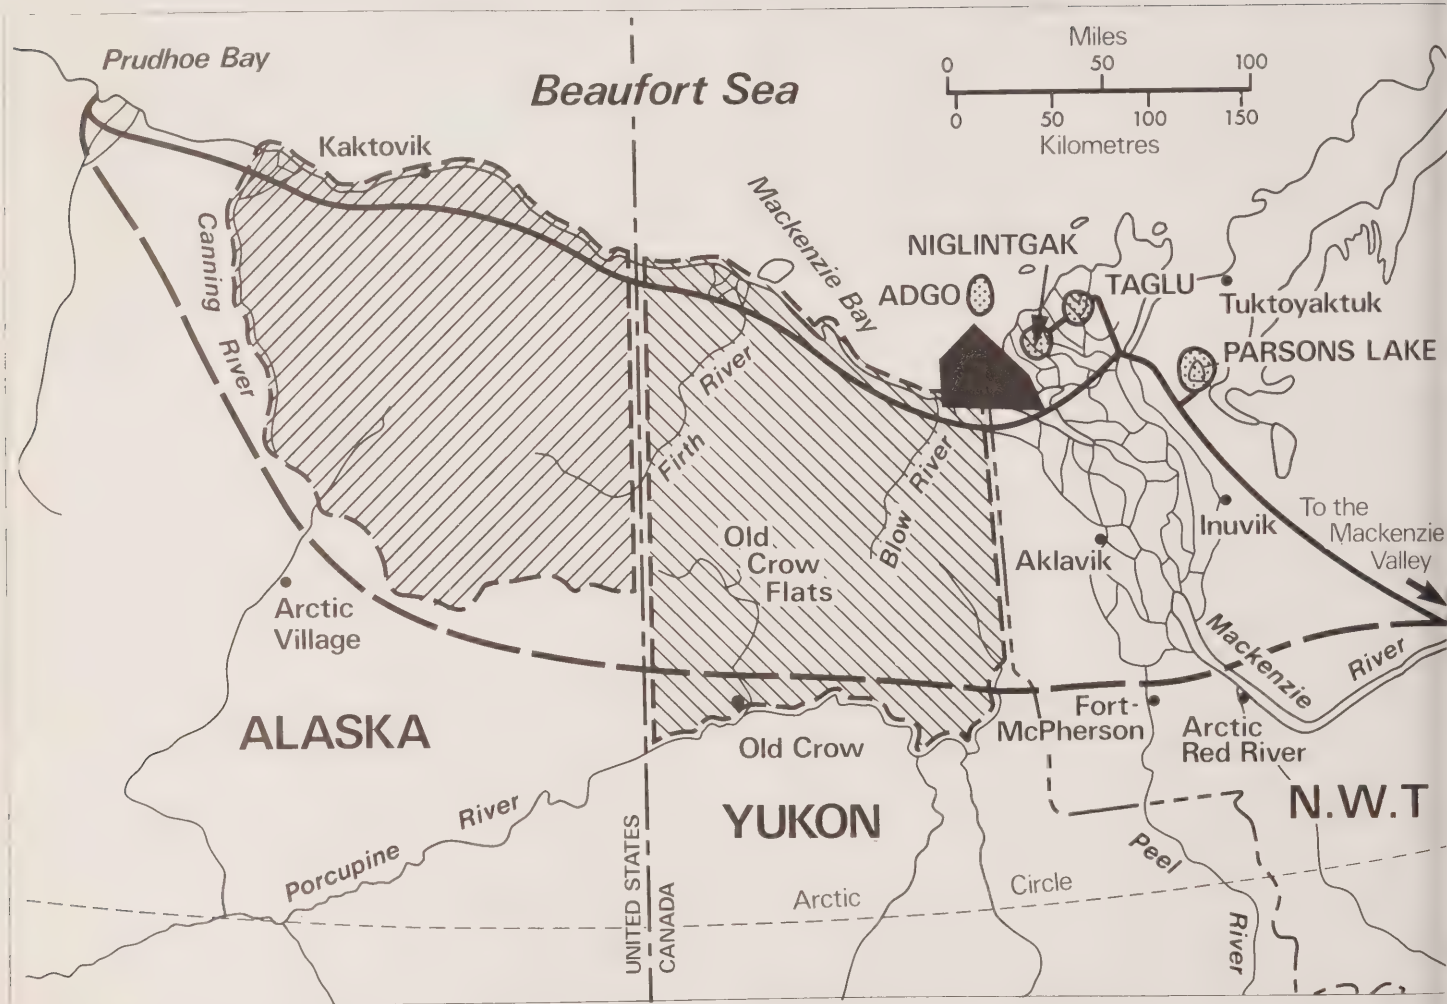 Miles
0 50 100
0 50 100 150
Kilometres
Prudhoe Bay
Beaufort Sea
Kaktovik
Mackenzie Bay
NIGLINTGAK
ADGO
TAGLU
Tuktoyaktuk
PARSONS LAKE
Canning River
Firth River
Blow River
Old
Crow
Flats
Aklavik
Inuvik
To the
Mackenzie
Valley
Arctic
Village
Mackenzie River
Fort-
McPherson
Arctic
Red River
ALASKA
Old Crow
YUKON
N.W.T
Porcupine River
Peel River
UNITED STATES
CANADA
Arctic Circle